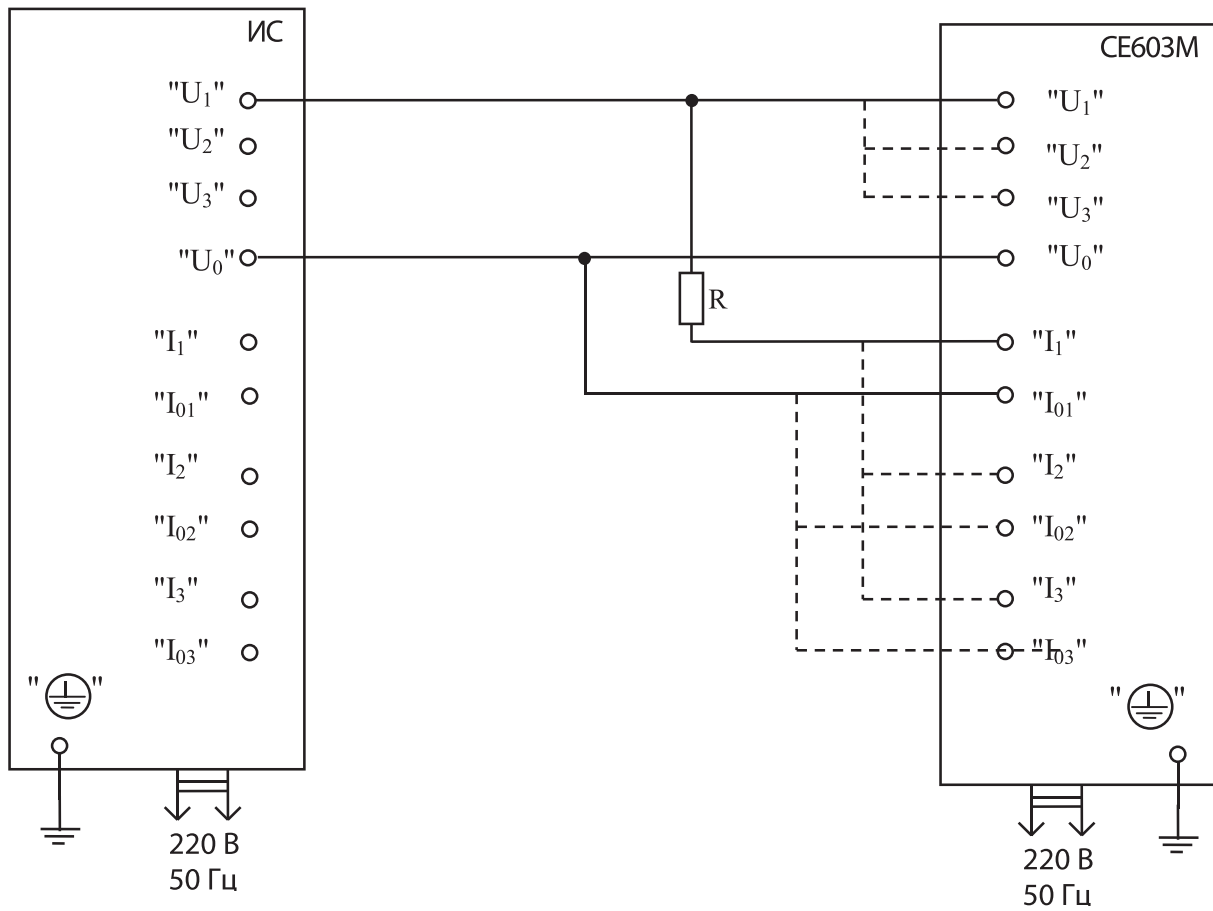 ИС
"U₁"
"U₂"
"U₃"
"U₀"
"I₁"
"I₀₁"
"I₂"
"I₀₂"
"I₃"
"I₀₃"
" "
220 В
50 Гц
R
CE603M
"U₁"
"U₂"
"U₃"
"U₀"
"I₁"
"I₀₁"
"I₂"
"I₀₂"
"I₃"
"I₀₃"
" "
220 В
50 Гц